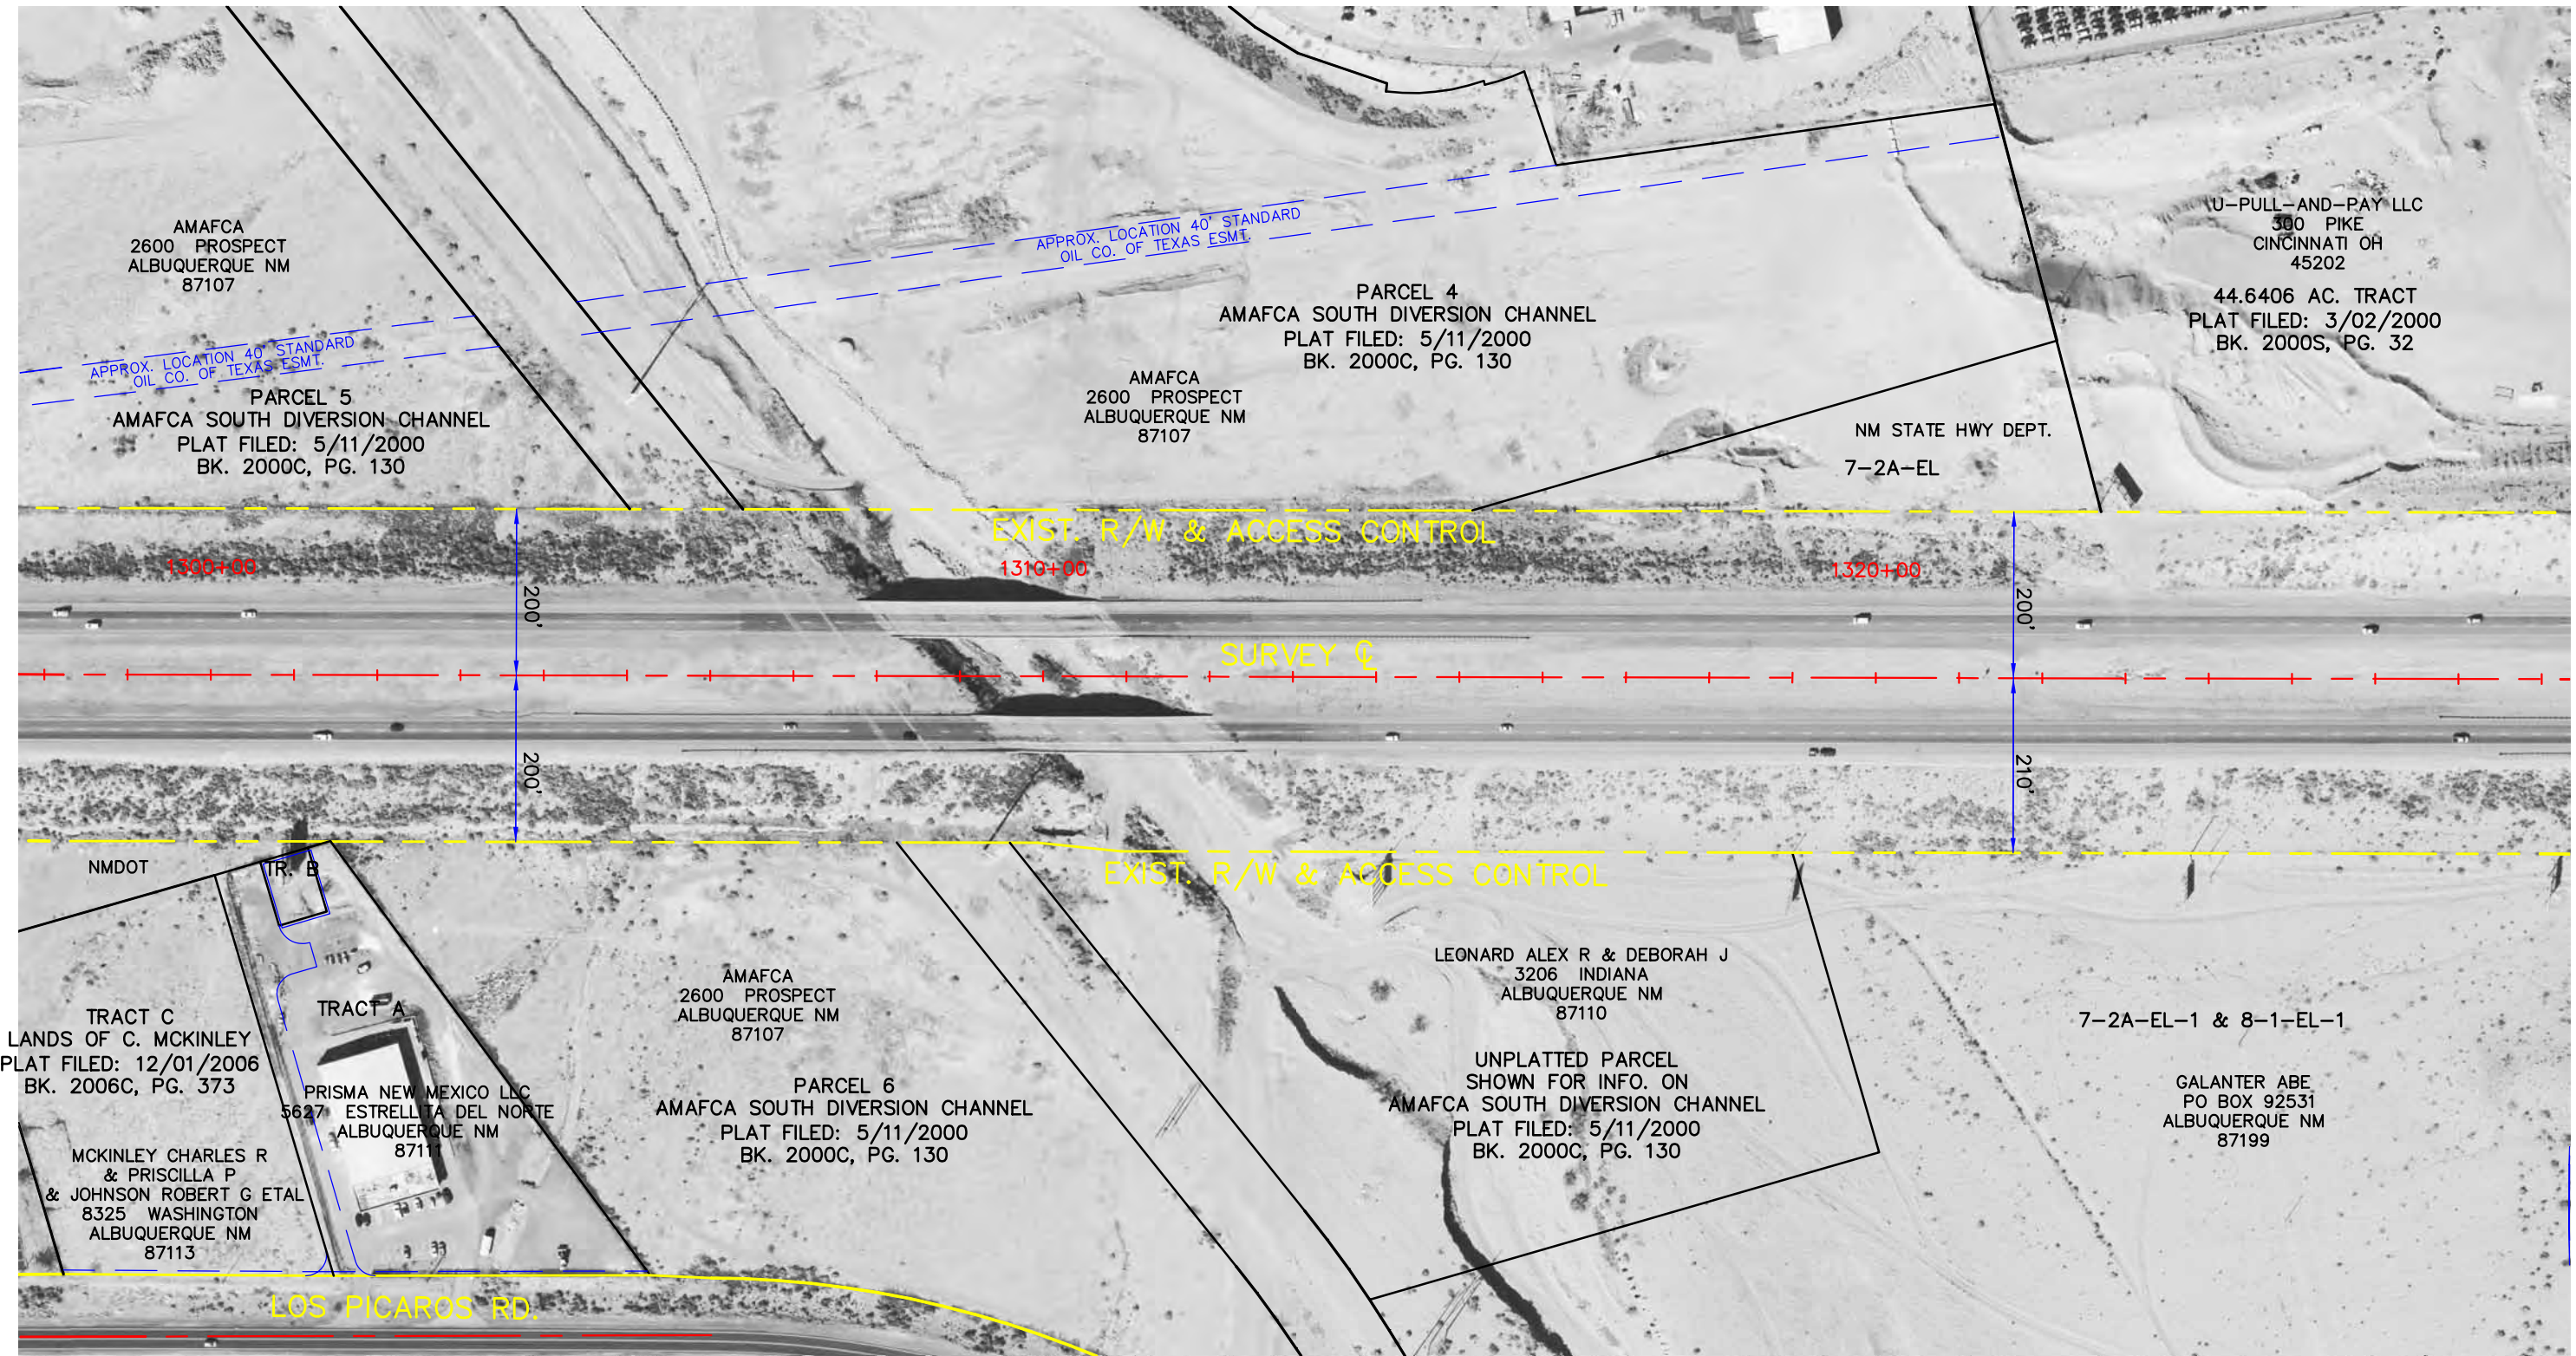 U-PULL-AND-PAY LLC
300 PIKE
CINCINNATI OH
45202
44.6406 AC. TRACT
PLAT FILED: 3/02/2000
BK. 2000S, PG. 32
AMAFCA
2600 PROSPECT
ALBUQUERQUE NM
87107
APPROX. LOCATION 40' STANDARD
OIL CO. OF TEXAS ESMT.
PARCEL 4
AMAFCA SOUTH DIVERSION CHANNEL
PLAT FILED: 5/11/2000
BK. 2000C, PG. 130
AMAFCA
2600 PROSPECT
ALBUQUERQUE NM
87107
APPROX. LOCATION 40' STANDARD
OIL CO. OF TEXAS ESMT.
PARCEL 5
AMAFCA SOUTH DIVERSION CHANNEL
PLAT FILED: 5/11/2000
BK. 2000C, PG. 130
NM STATE HWY DEPT.
7-2A-EL
EXIST. R/W & ACCESS CONTROL
1300+00
1310+00
1320+00
200'
200'
SURVEY ℄
200'
210'
NMDOT
TR. B
EXIST. R/W & ACCESS CONTROL
TRACT C
LANDS OF C. MCKINLEY
PLAT FILED: 12/01/2006
BK. 2006C, PG. 373
MCKINLEY CHARLES R
& PRISCILLA P
& JOHNSON ROBERT G ETAL
8325 WASHINGTON
ALBUQUERQUE NM
87113
TRACT A
PRISMA NEW MEXICO LLC
5627 ESTRELLITA DEL NORTE
ALBUQUERQUE NM
87111
AMAFCA
2600 PROSPECT
ALBUQUERQUE NM
87107
PARCEL 6
AMAFCA SOUTH DIVERSION CHANNEL
PLAT FILED: 5/11/2000
BK. 2000C, PG. 130
LEONARD ALEX R & DEBORAH J
3206 INDIANA
ALBUQUERQUE NM
87110
UNPLATTED PARCEL
SHOWN FOR INFO. ON
AMAFCA SOUTH DIVERSION CHANNEL
PLAT FILED: 5/11/2000
BK. 2000C, PG. 130
7-2A-EL-1 & 8-1-EL-1
GALANTER ABE
PO BOX 92531
ALBUQUERQUE NM
87199
LOS PICAROS RD.